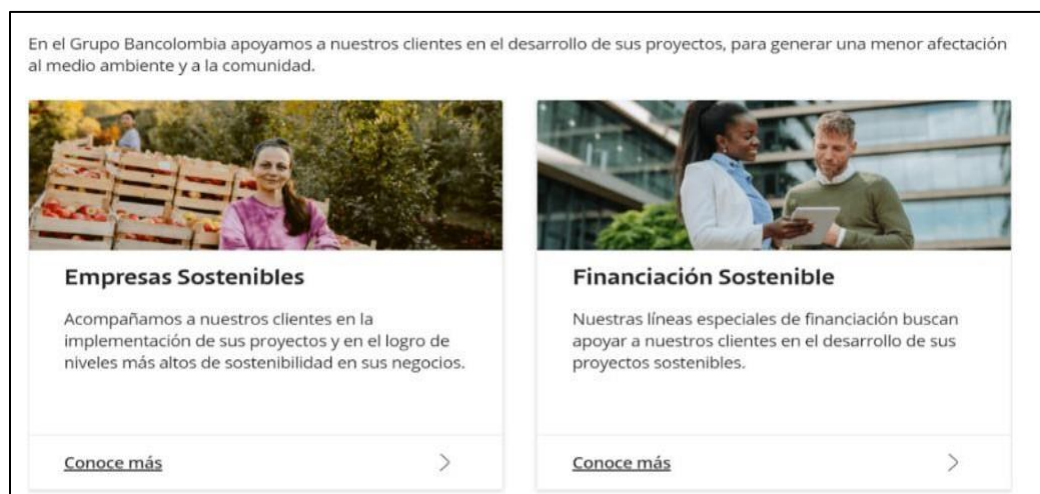 En el Grupo Bancolombia apoyamos a nuestros clientes en el desarrollo de sus proyectos, para generar una menor afectación
al medio ambiente y a la comunidad.
Empresas Sostenibles
Acompañamos a nuestros clientes en la
implementación de sus proyectos y en el logro de
niveles más altos de sostenibilidad en sus negocios.
Conoce más
Financiación Sostenible
Nuestras líneas especiales de financiación buscan
apoyar a nuestros clientes en el desarrollo de sus
proyectos sostenibles.
Conoce más